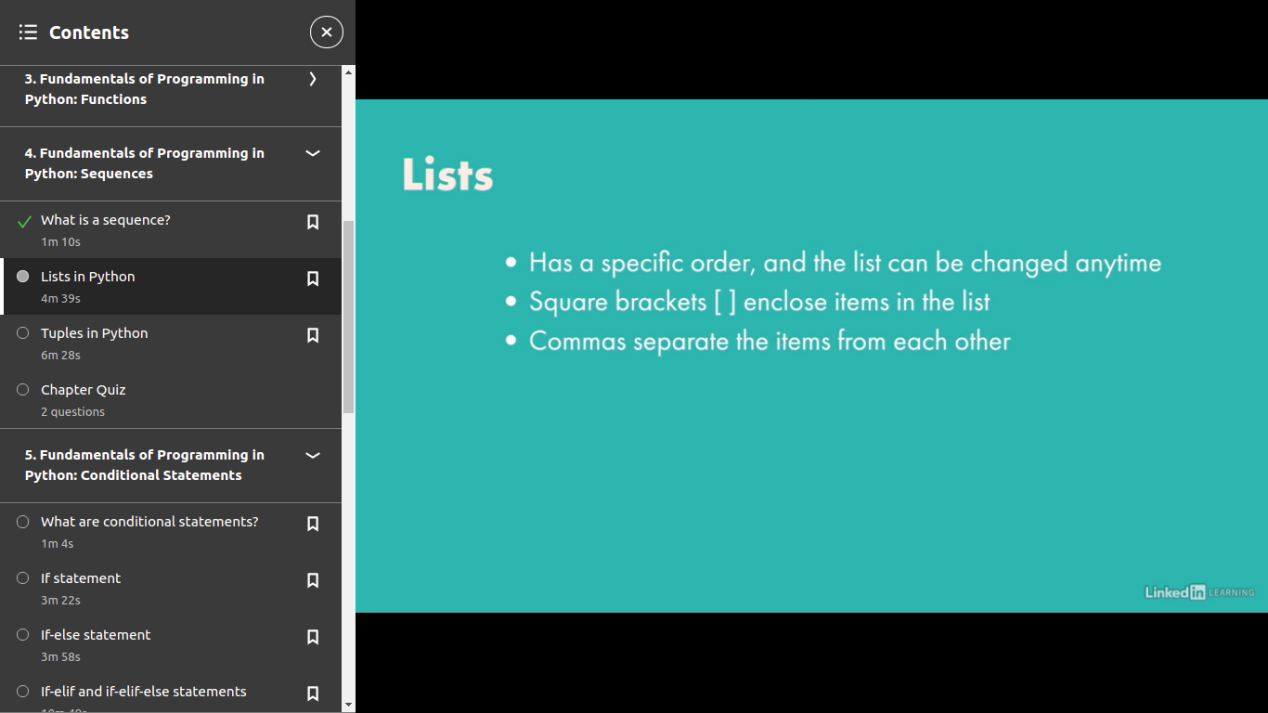 Contents
3. Fundamentals of Programming in
Python: Functions
4. Fundamentals of Programming in
Python: Sequences
What is a sequence?
1m 10s
Lists in Python
4m 39s
Tuples in Python
6m 28s
Chapter Quiz
2 questions
5. Fundamentals of Programming in
Python: Conditional Statements
What are conditional statements?
1m 4s
If statement
3m 22s
If-else statement
3m 58s
If-elif and if-elif-else statements
Lists
• Has a specific order, and the list can be changed anytime
• Square brackets [ ] enclose items in the list
• Commas separate the items from each other
Linked in LEARNING